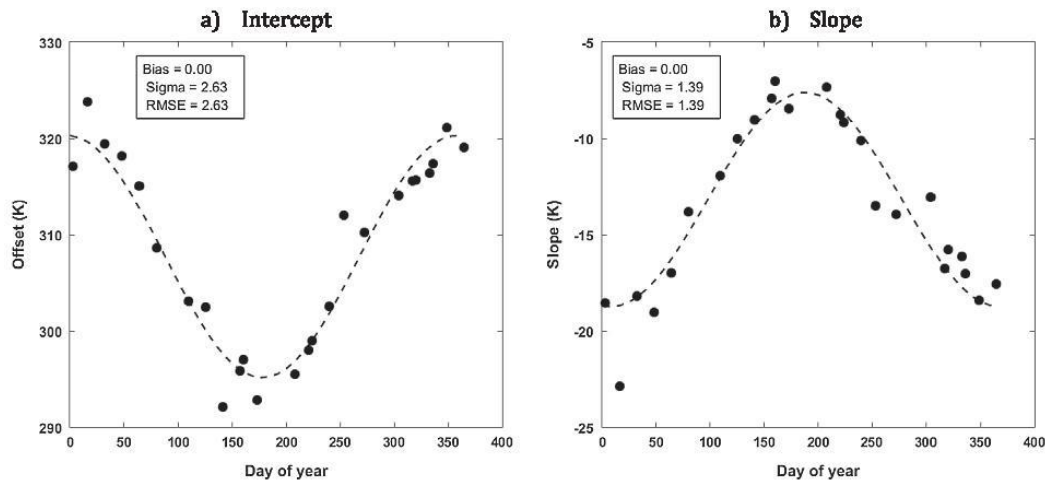 a) Intercept
330
320
310
300
290
Offset (K)
Bias = 0.00
Sigma = 2.63
RMSE = 2.63
0 50 100 150 200 250 300 350 400
Day of year
b) Slope
-5
-10
-15
-20
-25
Slope (K)
Bias = 0.00
Sigma = 1.39
RMSE = 1.39
0 50 100 150 200 250 300 350 400
Day of year